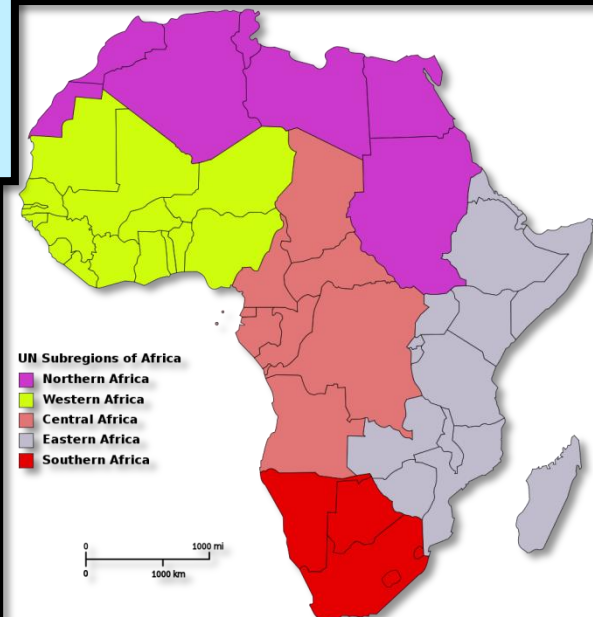 UN Subregions of Africa
Northern Africa
Western Africa
Central Africa
Eastern Africa
Southern Africa
0 1000 mi
0 1000 km